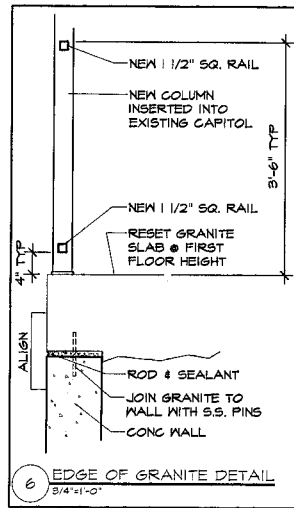 NEW 1 1/2" SQ. RAIL
NEW COLUMN
INSERTED INTO
EXISTING CAPITOL
3'-6" TYP
NEW 1 1/2" SQ. RAIL
4" TYP
RESET GRANITE
SLAB @ FIRST
FLOOR HEIGHT
ALIGN
ROD & SEALANT
JOIN GRANITE TO
WALL WITH S.S. PINS
CONC WALL
6 EDGE OF GRANITE DETAIL
3/4"=1'-0"